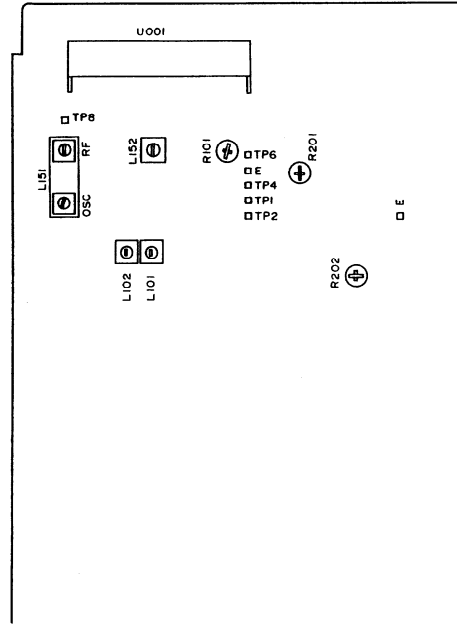 U001
TP8
L151
RF
OSC
L152
R101
TP6
E
TP4
TP1
TP2
R201
E
L102
L101
R202